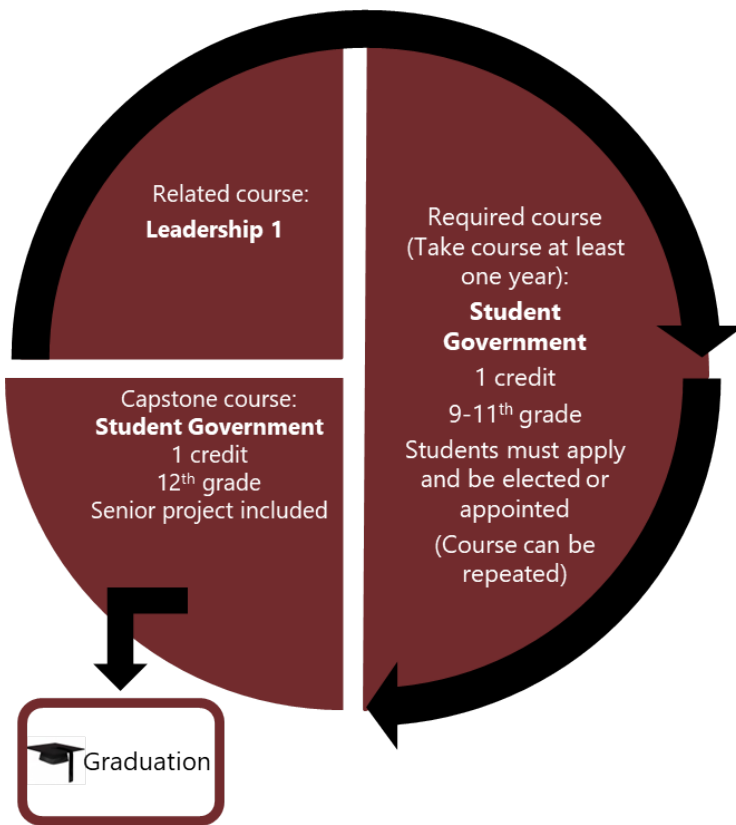 Related course:
Leadership 1
Required course
(Take course at least
one year):
Student
Government
1 credit
9-11th grade
Students must apply
and be elected or
appointed
(Course can be
repeated)
Capstone course:
Student Government
1 credit
12th grade
Senior project included
Graduation